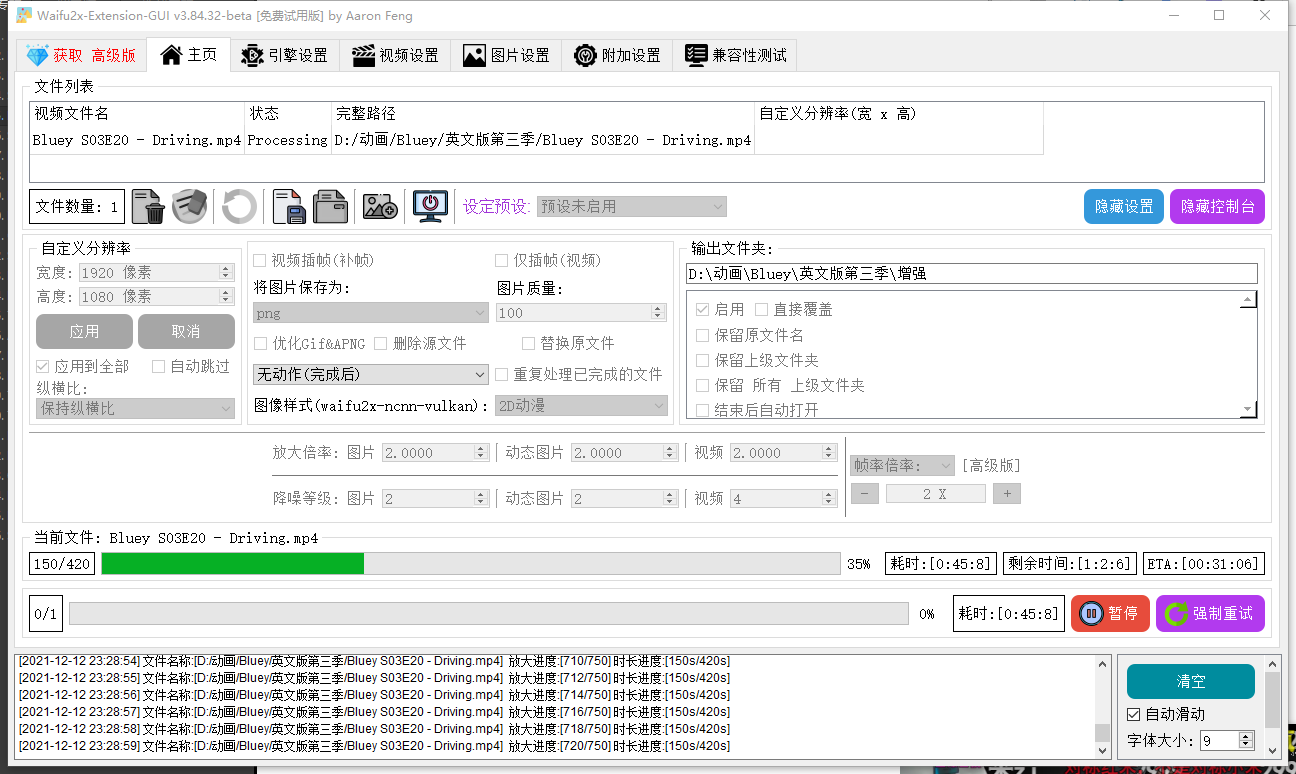 Waifu2x-Extension-GUI v3.84.32-beta [免费试用版] by Aaron Feng
获取 高级版 主页 引擎设置 视频设置 图片设置 附加设置 兼容性测试
文件列表
视频文件名 状态 完整路径 自定义分辨率(宽 x 高)
Bluey S03E20 - Driving.mp4 Processing D:/动画/Bluey/英文版第三季/Bluey S03E20 - Driving.mp4
文件数量: 1 设定预设: 预设未启用 隐藏设置 隐藏控制台
自定义分辨率
宽度: 1920 像素
高度: 1080 像素
应用 取消
应用到全部 自动跳过
纵横比:
保持纵横比
视频插帧(补帧) 仅插帧(视频)
将图片保存为: 图片质量:
png 100
优化Gif&APNG 删除源文件 替换原文件
无动作(完成后) 重复处理已完成的文件
图像样式(waifu2x-ncnn-vulkan): 2D动漫
输出文件夹:
D:\动画\Bluey\英文版第三季\增强
启用 直接覆盖
保留原文件名
保留上级文件夹
保留 所有 上级文件夹
结束后自动打开
放大倍率: 图片 2.0000 动态图片 2.0000 视频 2.0000
降噪等级: 图片 2 动态图片 2 视频 4
帧率倍率: [高级版]
− 2 X +
当前文件: Bluey S03E20 - Driving.mp4
150/420 35% 耗时:[0:45:8] 剩余时间:[1:2:6] ETA:[00:31:06]
0/1 0% 耗时:[0:45:8] 暂停 强制重试
[2021-12-12 23:28:54] 文件名称:[D:/动画/Bluey/英文版第三季/Bluey S03E20 - Driving.mp4] 放大进度:[710/750] 时长进度:[150s/420s]
[2021-12-12 23:28:55] 文件名称:[D:/动画/Bluey/英文版第三季/Bluey S03E20 - Driving.mp4] 放大进度:[712/750] 时长进度:[150s/420s]
[2021-12-12 23:28:56] 文件名称:[D:/动画/Bluey/英文版第三季/Bluey S03E20 - Driving.mp4] 放大进度:[714/750] 时长进度:[150s/420s]
[2021-12-12 23:28:57] 文件名称:[D:/动画/Bluey/英文版第三季/Bluey S03E20 - Driving.mp4] 放大进度:[716/750] 时长进度:[150s/420s]
[2021-12-12 23:28:58] 文件名称:[D:/动画/Bluey/英文版第三季/Bluey S03E20 - Driving.mp4] 放大进度:[718/750] 时长进度:[150s/420s]
[2021-12-12 23:28:59] 文件名称:[D:/动画/Bluey/英文版第三季/Bluey S03E20 - Driving.mp4] 放大进度:[720/750] 时长进度:[150s/420s]
清空
自动滑动
字体大小: 9